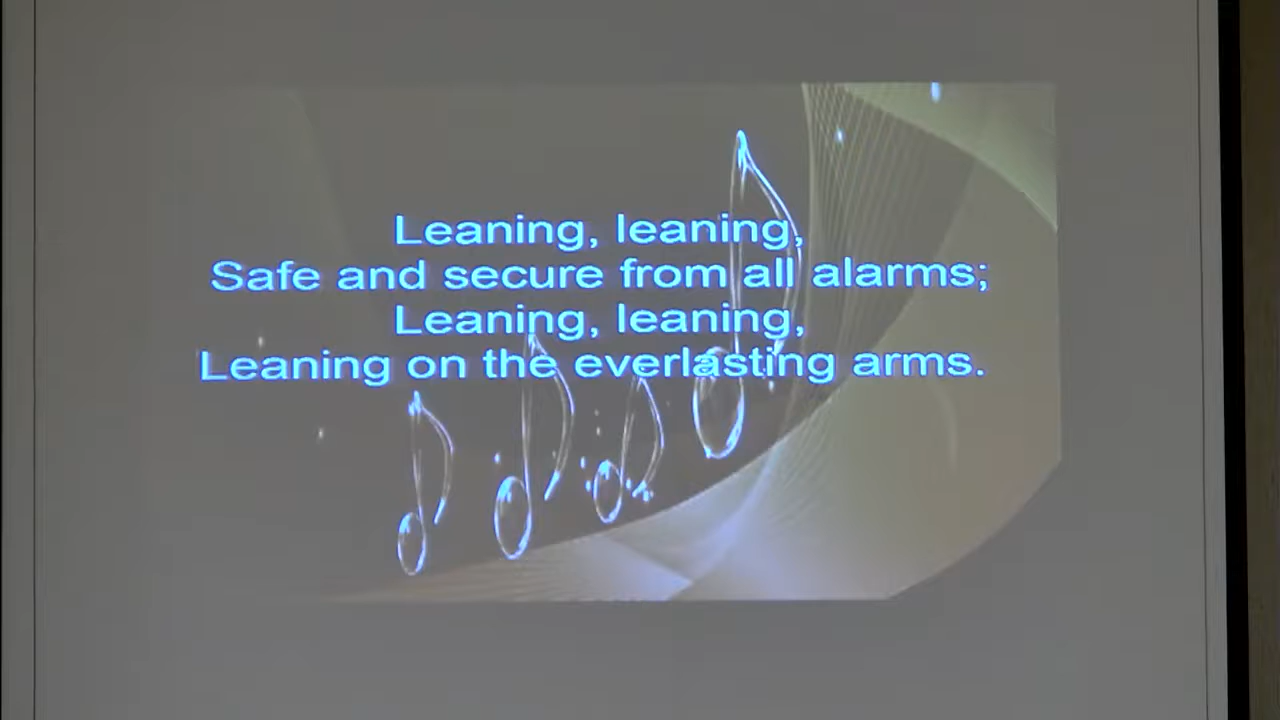 Leaning, leaning,
Safe and secure from all alarms;
Leaning, leaning,
Leaning on the everlasting arms.